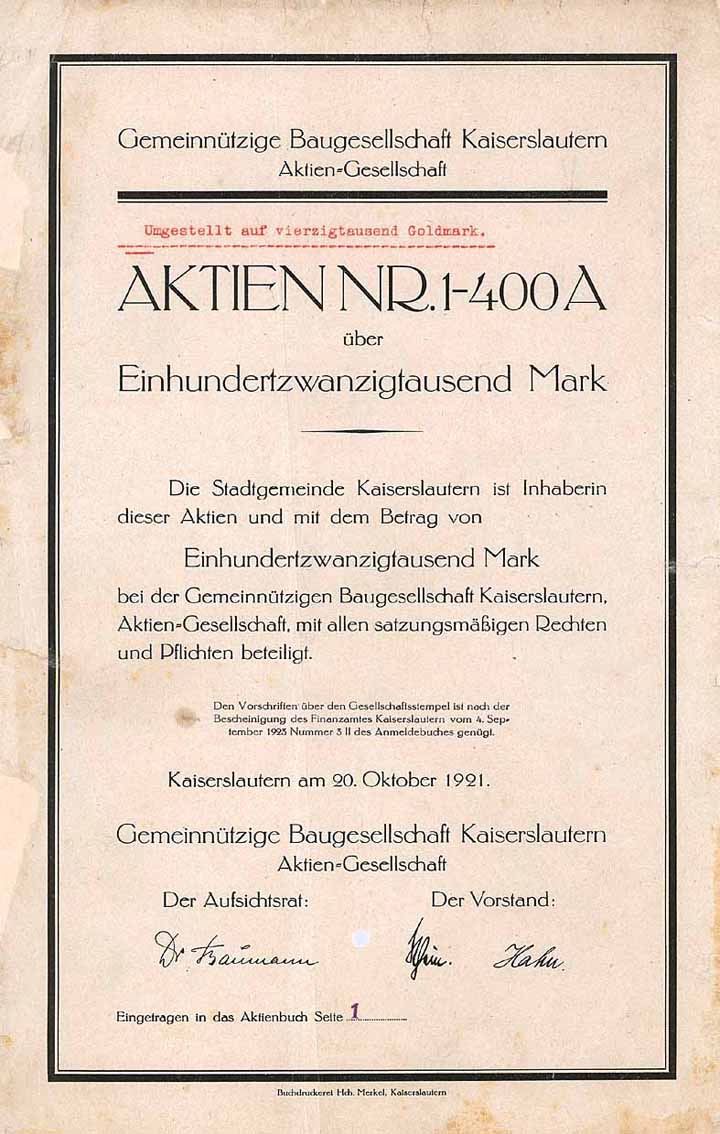 Gemeinnützige Baugesellschaft Kaiserslautern
Aktien=Gesellschaft
Umgestellt auf vierzigtausend Goldmark.
AKTIEN NR. 1-400 A
über
Einhundertzwanzigtausend Mark
Die Stadtgemeinde Kaiserslautern ist Inhaberin
dieser Aktien und mit dem Betrag von
Einhundertzwanzigtausend Mark
bei der Gemeinnützigen Baugesellschaft Kaiserslautern,
Aktien=Gesellschaft, mit allen satzungsmäßigen Rechten
und Pflichten beteiligt.
Den Vorschriften über den Gesellschaftsstempel ist nach der
Bescheinigung des Finanzamtes Kaiserslautern vom 4. Sep=
tember 1923 Nummer 3 II des Anmeldebuches genügt.
Kaiserslautern am 20. Oktober 1921.
Gemeinnützige Baugesellschaft Kaiserslautern
Aktien=Gesellschaft
Der Aufsichtsrat: Der Vorstand:
Dr. Baumann Hahn.
Eingetragen in das Aktienbuch Seite 1
Buchdruckerei Hch. Merkel, Kaiserslautern